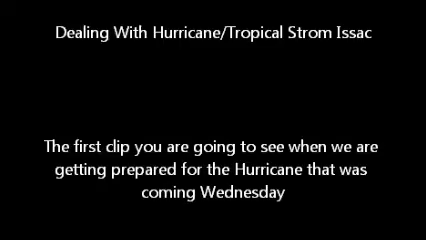 Dealing With Hurricane/Tropical Strom Issac
The first clip you are going to see when we are
getting prepared for the Hurricane that was
coming Wednesday